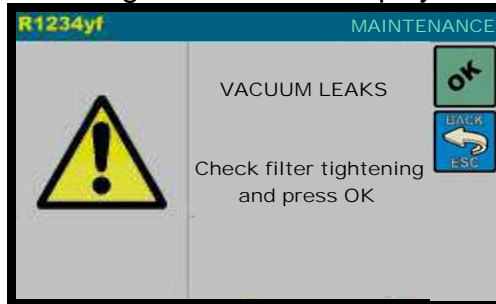 R1234yf MAINTENANCE
VACUUM LEAKS
OK
BACK
ESC
Check filter tightening
and press OK